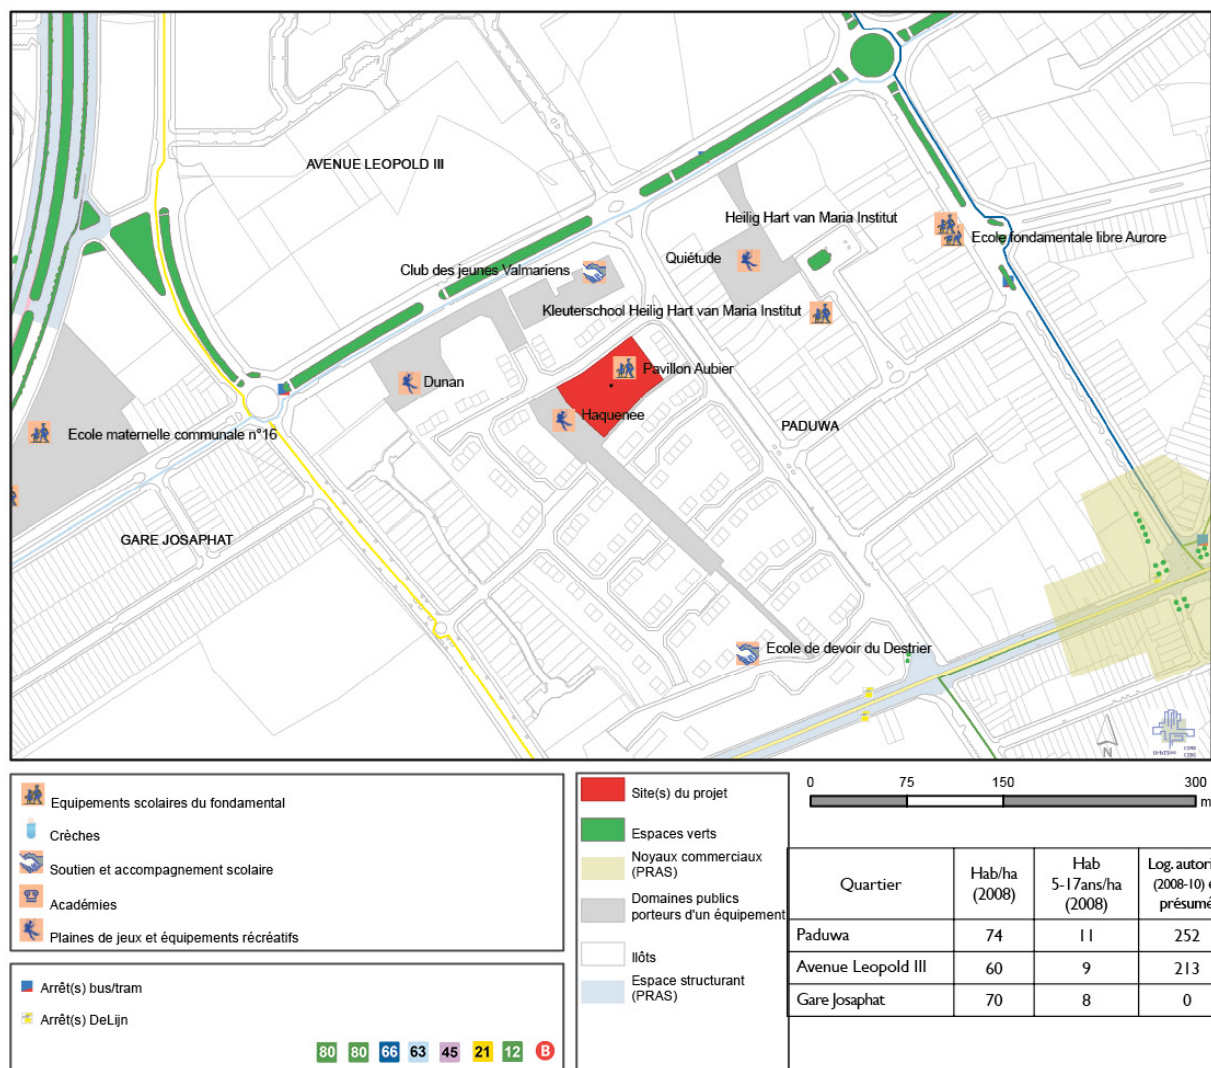 AVENUE LEOPOLD III
Heilig Hart van Maria Institut
Ecole fondamentale libre Aurore
Quiétude
Club des jeunes Valmariens
Kleuterschool Heilig Hart van Maria Institut
Pavillon Aubier
Dunan
Haquenee
PADUWA
Ecole maternelle communale n°16
GARE JOSAPHAT
Ecole de devoir du Destrier
N
Equipements scolaires du fondamental
Crèches
Soutien et accompagnement scolaire
Académies
Plaines de jeux et équipements récréatifs
Arrêt(s) bus/tram
Arrêt(s) DeLijn
80 80 66 63 45 21 12 B
Site(s) du projet
Espaces verts
Noyaux commerciaux
(PRAS)
Domaines publics
porteurs d'un équipement
Ilôts
Espace structurant
(PRAS)
0 75 150 300
m
Quartier
Hab/ha
(2008)
Hab
5-17ans/ha
(2008)
Log. autori
(2008-10) e
présumé
Paduwa 74 11 252
Avenue Leopold III 60 9 213
Gare Josaphat 70 8 0